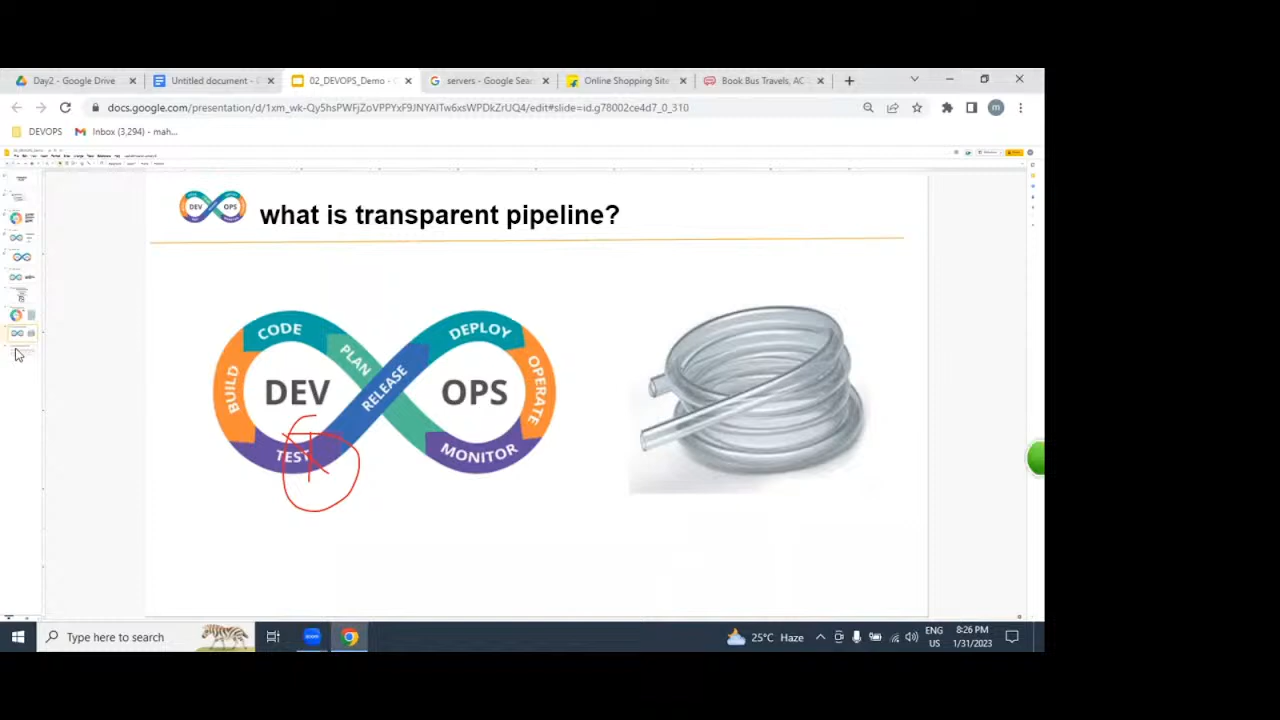 Day2 - Google Drive
Untitled document - G
02_DEVOPS_Demo - G
servers - Google Sear
Online Shopping Site
Book Bus Travels, AC
docs.google.com/presentation/d/1xm_wk-Qy5hsPWFjZoVPPYxF9JNYAlTw6xsWPDkZrUQ4/edit#slide=id.g78002ce4d7_0_310
m
DEVOPS
Inbox (3,294) - mah...
DEV OPS
what is transparent pipeline?
CODE
PLAN
BUILD
DEV
TEST
RELEASE
DEPLOY
OPERATE
OPS
MONITOR
Type here to search
zoom
25°C Haze
ENG
US
8:26 PM
1/31/2023